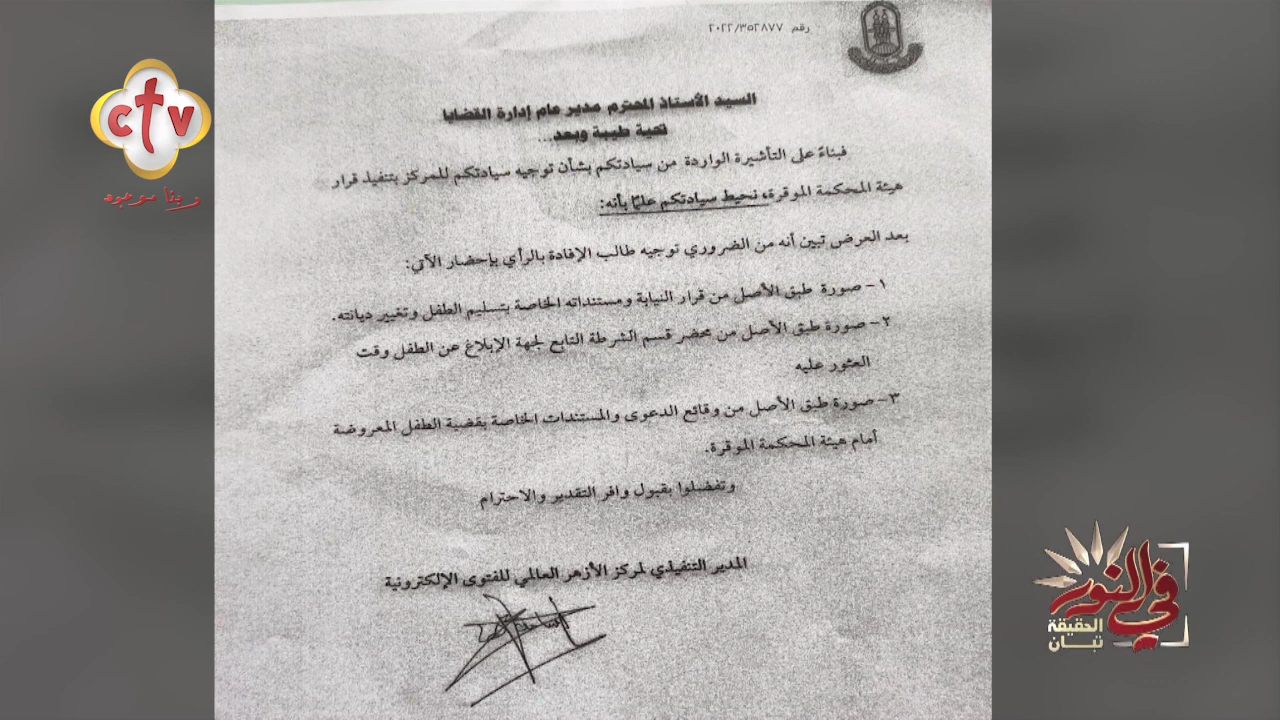 ctv
وبنا موجود
رقم ٢٠٢٢/٣٥٢٨٧٧
السيد الأستاذ المحترم مدير عام إدارة القضايا
تحية طيبة وبعد...
فبناءً على التأشيرة الواردة من سيادتكم بشأن توجيه سيادتكم للمركز بتنفيذ قرار
هيئة المحكمة الموقرة، نحيط سيادتكم علمًا بأنه:
بعد العرض تبين أنه من الضروري توجيه طالب الإفادة بالرأي بإحضار الآتي:
١- صورة طبق الأصل من قرار النيابة ومستنداته الخاصة بتسليم الطفل وتغيير ديانته.
٢- صورة طبق الأصل من محضر قسم الشرطة التابع لجهة الإبلاغ عن الطفل وقت
العثور عليه
٣- صورة طبق الأصل من وقائع الدعوى والمستندات الخاصة بقضية الطفل المعروضة
أمام هيئة المحكمة الموقرة.
وتفضلوا بقبول وافر التقدير والاحترام
المدير التنفيذي لمركز الأزهر العالمي للفتوى الإلكترونية
في النور
الحقيقة
تبان